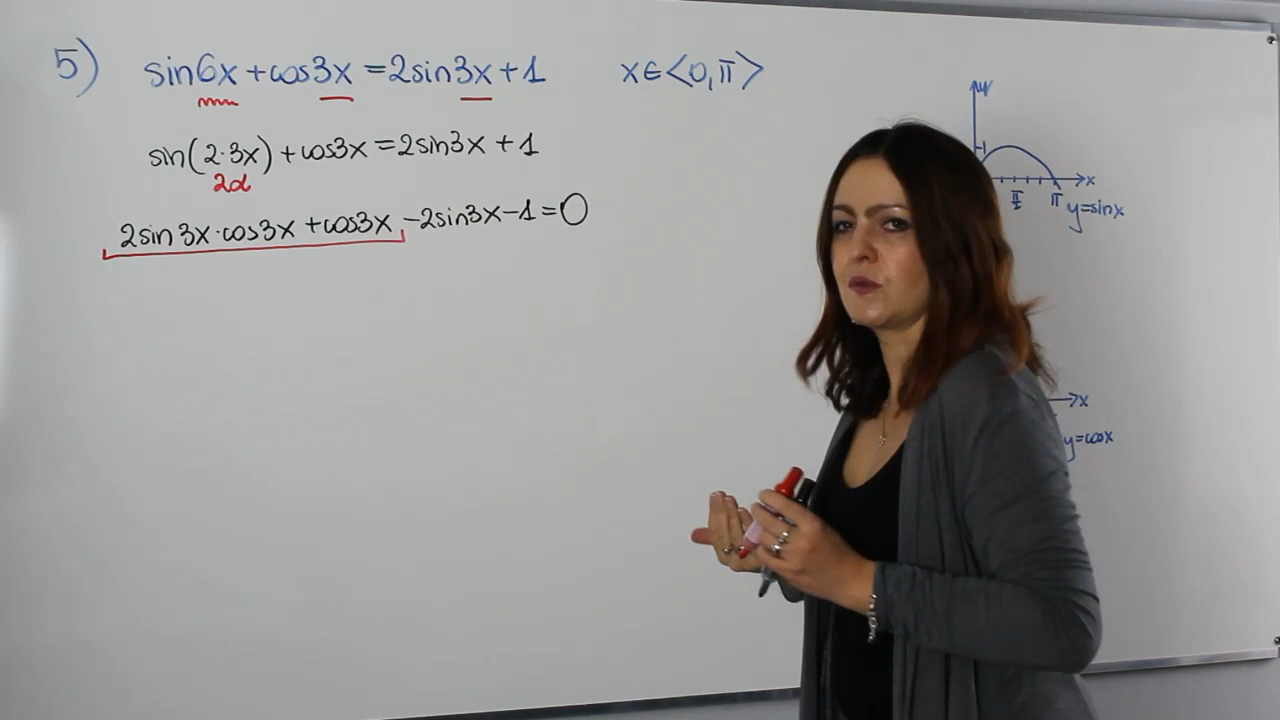 5) sin6x + cos3x = 2sin3x + 1 x∈<0,π>
sin(2·3x) + cos3x = 2sin3x + 1
2α
2sin3x·cos3x + cos3x - 2sin3x - 1 = 0
y
1
x
π/2 π y=sinx
x
y=cosx